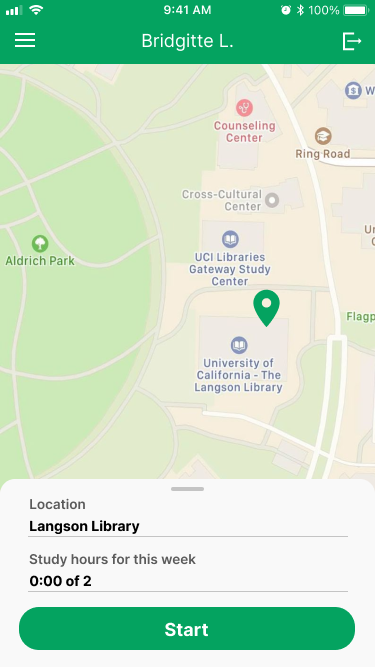 9:41 AM
100%
Bridgitte L.
W
Counseling
Center
Ring Road
Cross-Cultural
Center
Aldrich Park
UCI Libraries
Gateway Study
Center
Flagp
University of
California - The
Langson Library
Location
Langson Library
Study hours for this week
0:00 of 2
Start